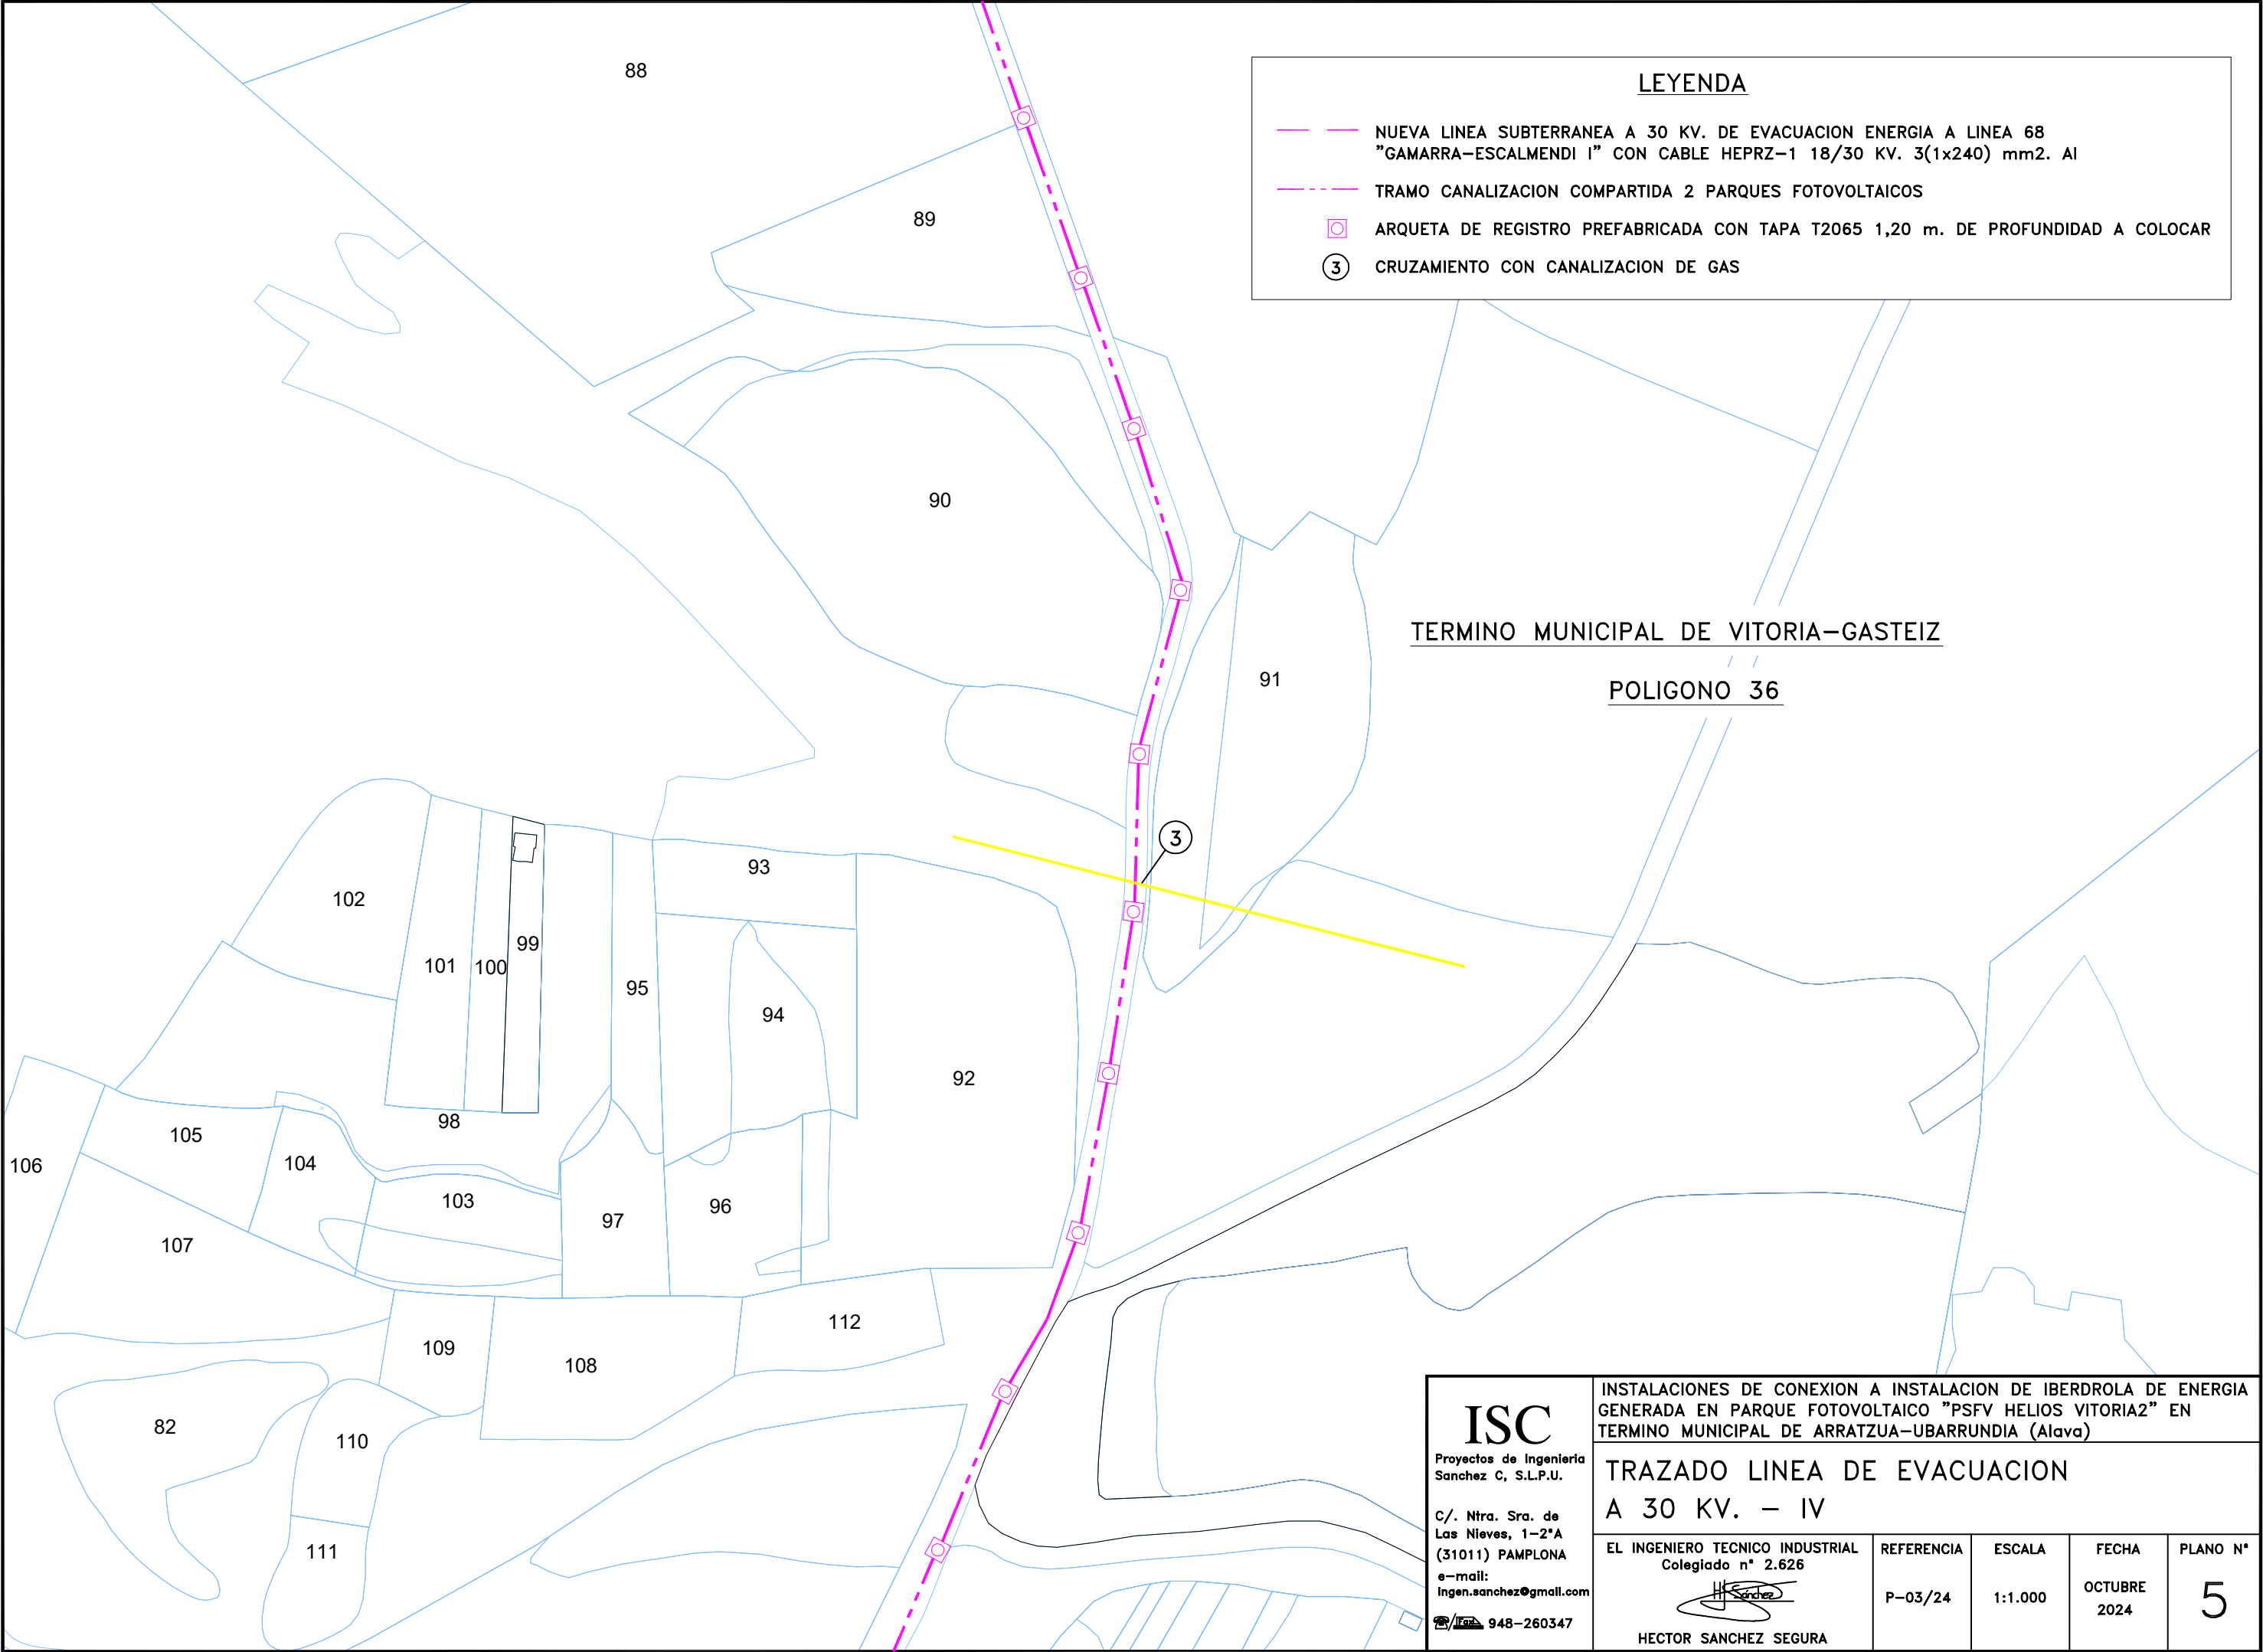 LEYENDA
NUEVA LINEA SUBTERRANEA A 30 KV. DE EVACUACION ENERGIA A LINEA 68
"GAMARRA-ESCALMENDI I" CON CABLE HEPRZ-1 18/30 KV. 3(1x240) mm2. Al
TRAMO CANALIZACION COMPARTIDA 2 PARQUES FOTOVOLTAICOS
ARQUETA DE REGISTRO PREFABRICADA CON TAPA T2065 1,20 m. DE PROFUNDIDAD A COLOCAR
3 CRUZAMIENTO CON CANALIZACION DE GAS
88
89
90
TERMINO MUNICIPAL DE VITORIA-GASTEIZ
91
POLIGONO 36
3
93
102
99
101
100
95
94
92
98
105
104
106
103
96
97
107
112
109
108
82
110
111
ISC
Proyectos de Ingenieria
Sanchez C, S.L.P.U.
C/. Ntra. Sra. de
Las Nieves, 1-2ªA
(31011) PAMPLONA
e-mail:
ingen.sanchez@gmail.com
☎/Fax 948-260347
INSTALACIONES DE CONEXION A INSTALACION DE IBERDROLA DE ENERGIA
GENERADA EN PARQUE FOTOVOLTAICO "PSFV HELIOS VITORIA2" EN
TERMINO MUNICIPAL DE ARRATZUA-UBARRUNDIA (Alava)
TRAZADO LINEA DE EVACUACION
A 30 KV. - IV
EL INGENIERO TECNICO INDUSTRIAL
Colegiado nº 2.626
HJ Sánchez
HECTOR SANCHEZ SEGURA
REFERENCIA
P-03/24
ESCALA
1:1.000
FECHA
OCTUBRE
2024
PLANO Nº
5